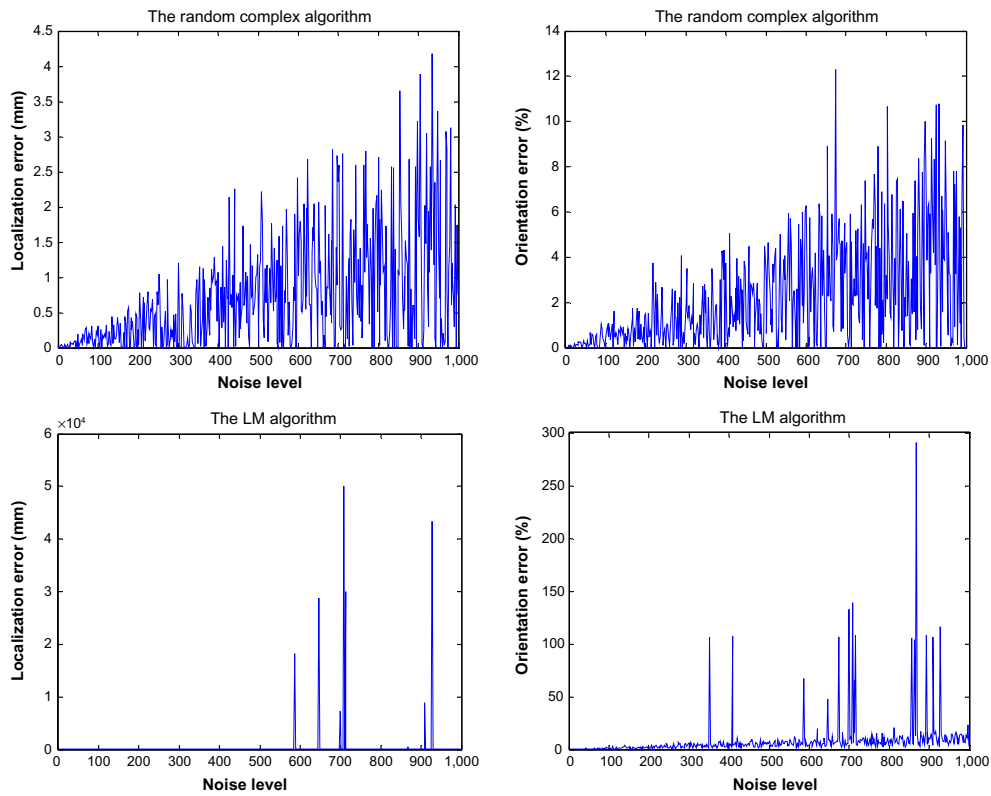 The random complex algorithm
Localization error (mm)
4.5
4
3.5
3
2.5
2
1.5
1
0.5
0
0 100 200 300 400 500 600 700 800 900 1,000
Noise level
The random complex algorithm
Orientation error (%)
14
12
10
8
6
4
2
0
0 100 200 300 400 500 600 700 800 900 1,000
Noise level
The LM algorithm
×10⁴
Localization error (mm)
6
5
4
3
2
1
0
0 100 200 300 400 500 600 700 800 900 1,000
Noise level
The LM algorithm
Orientation error (%)
300
250
200
150
100
50
0
0 100 200 300 400 500 600 700 800 900 1,000
Noise level